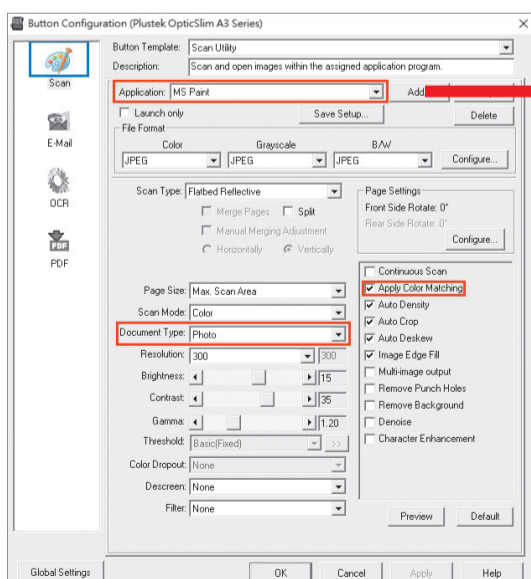 Button Configuration (Plustek OpticSlim A3 Series)
Scan
E-Mail
OCR
PDF
PDF
Global Settings
Button Template: Scan Utility
Description: Scan and open images within the assigned application program.
Application: MS Paint Add
Launch only Save Setup... Delete
File Format
Color Grayscale B/W
JPEG JPEG JPEG Configure...
Scan Type: Flatbed Reflective
Merge Pages Split
Manual Merging Adjustment
Horizontally Vertically
Page Settings
Front Side Rotate: 0°
Rear Side Rotate: 0°
Configure...
Page Size: Max. Scan Area
Scan Mode: Color
Document Type: Photo
Resolution: 300 300
Brightness: 15
Contrast: 35
Gamma: 1.20
Threshold: Basic(Fixed) >>
Color Dropout: None
Descreen: None
Filter: None
Continuous Scan
Apply Color Matching
Auto Density
Auto Crop
Auto Deskew
Image Edge Fill
Multi-image output
Remove Punch Holes
Remove Background
Denoise
Character Enhancement
Preview Default
OK Cancel Apply Help